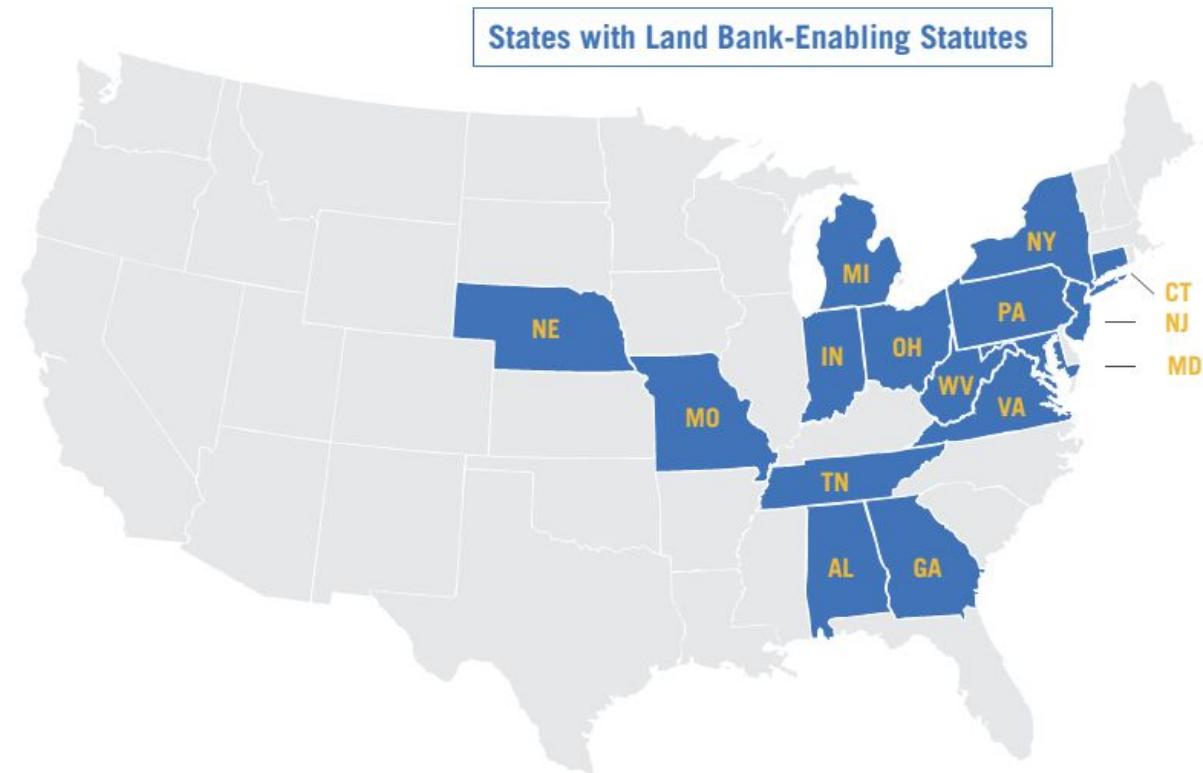 States with Land Bank-Enabling Statutes
NY
MI
CT
PA
NJ
NE
IN
OH
MD
WV
VA
MO
TN
AL
GA